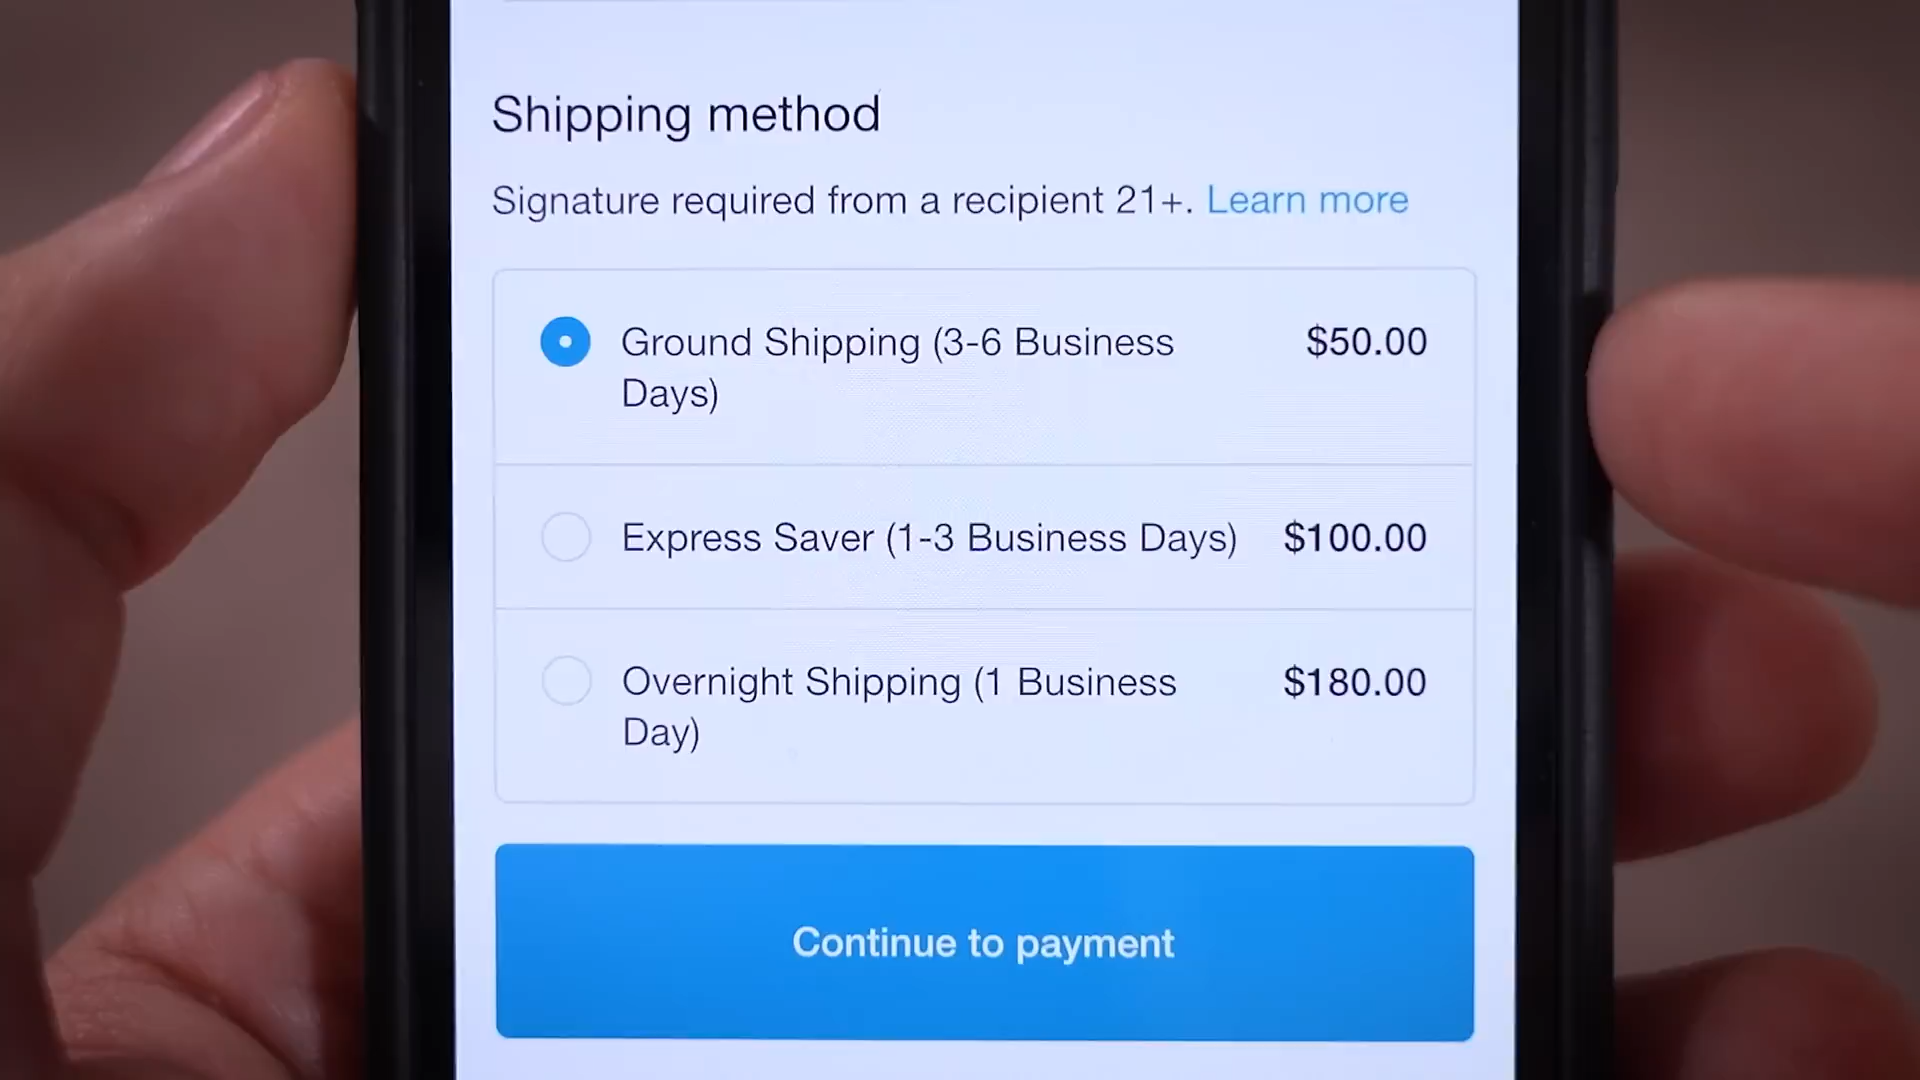 Shipping method
Signature required from a recipient 21+. Learn more
Ground Shipping (3-6 Business $50.00
Days)
Express Saver (1-3 Business Days) $100.00
Overnight Shipping (1 Business $180.00
Day)
Continue to payment